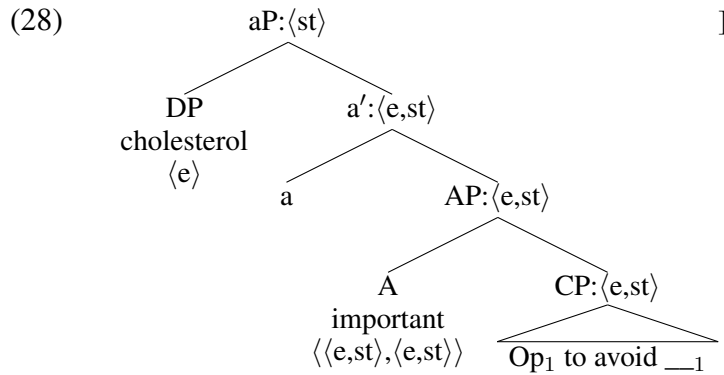 (28) aP:⟨st⟩
DP a′:⟨e,st⟩
cholesterol
⟨e⟩ a AP:⟨e,st⟩
A CP:⟨e,st⟩
important
⟨⟨e,st⟩,⟨e,st⟩⟩ Op₁ to avoid __₁